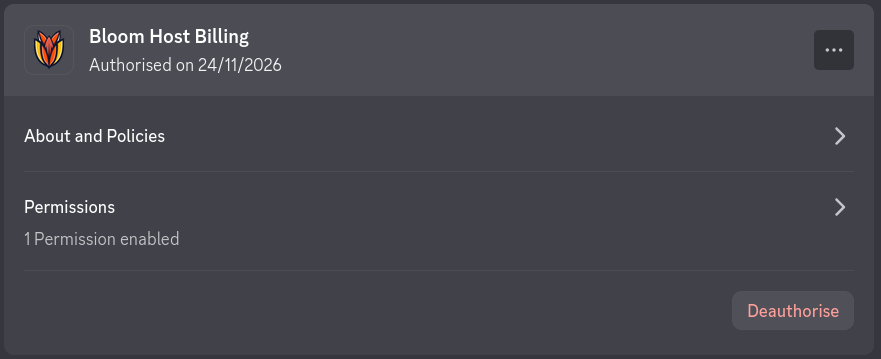 Bloom Host Billing
Authorised on 24/11/2026
About and Policies
Permissions
1 Permission enabled
Deauthorise